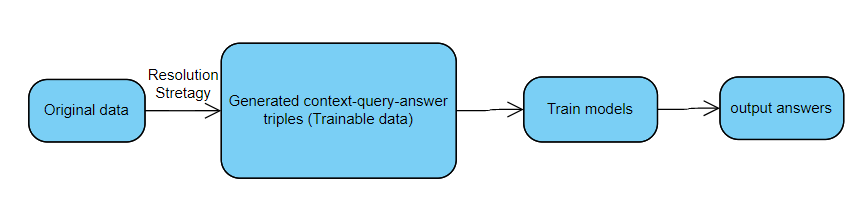 Original data
Resolution
Stretagy
Generated context-query-answer
triples (Trainable data)
Train models
output answers